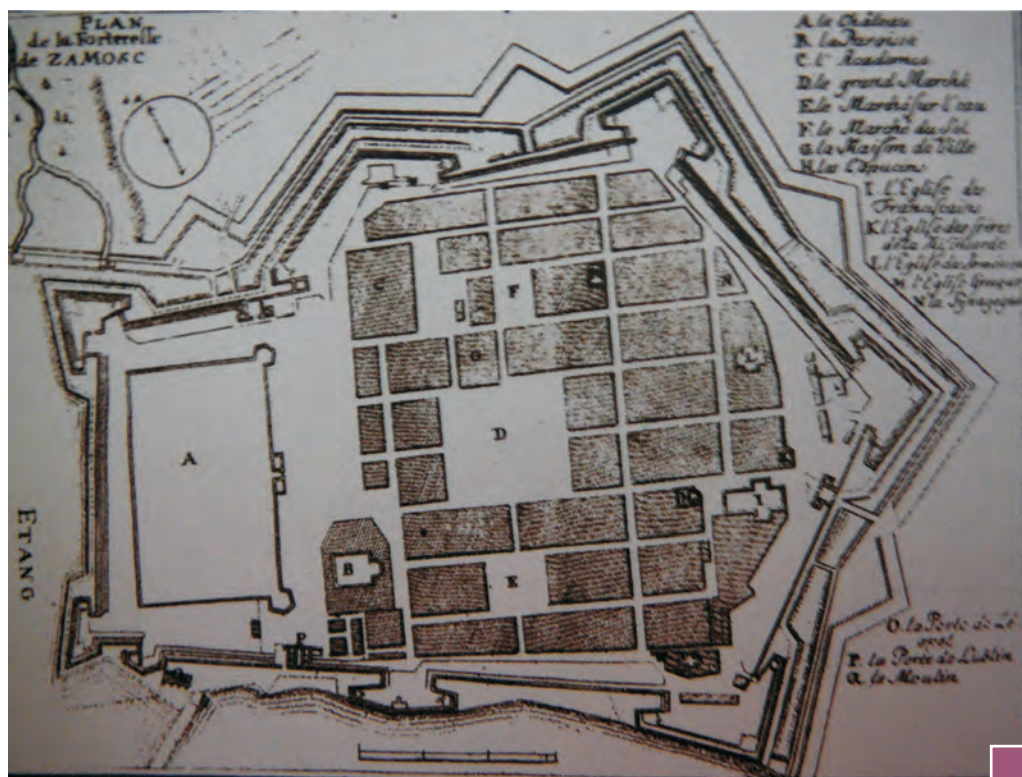 PLAN
de la Forteresse
de ZAMOSC
A le Château
B la Paroisse
C l'Academie
D le grand Marché
E le Marché sur l'eau
F le Marché du Sel
G la Maison de Ville
H les Capucins
I l'Eglise des
Franciscains
K l'Eglise des freres
de la
L l'Eglise des
M l'Eglise Grecque
N la Synagogue
C
F
N
G
L
D
A
I
B
E
P
ETANG
O la Porte de Léopol
P la Porte de Lublin
Q le Moulin